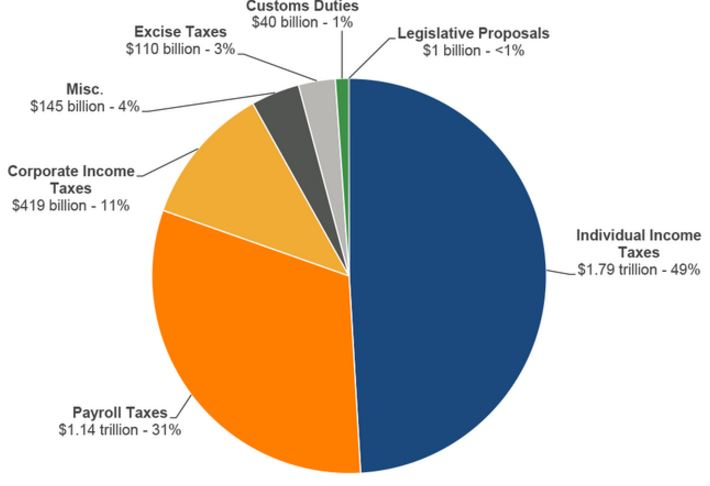 Customs Duties
$40 billion - 1%
Legislative Proposals
$1 billion - <1%
Excise Taxes
$110 billion - 3%
Misc.
$145 billion - 4%
Corporate Income
Taxes
$419 billion - 11%
Individual Income
Taxes
$1.79 trillion - 49%
Payroll Taxes
$1.14 trillion - 31%